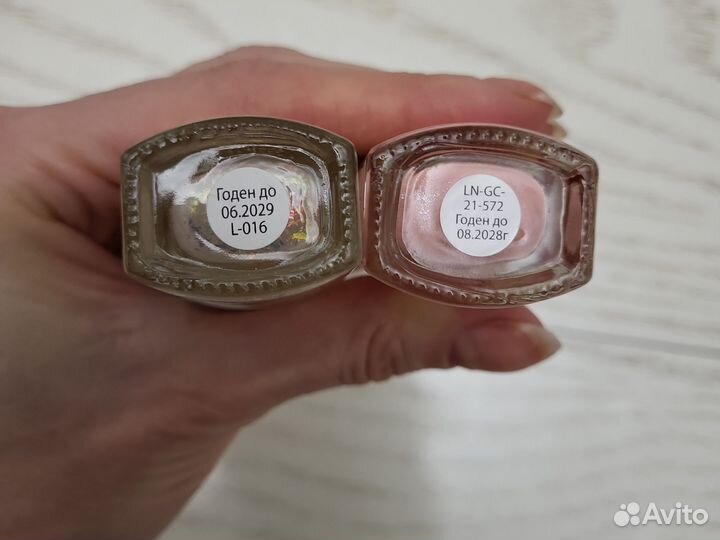 Годен до
06.2029
L-016
LN-GC-
21-572
Годен до
08.2028г
Avito